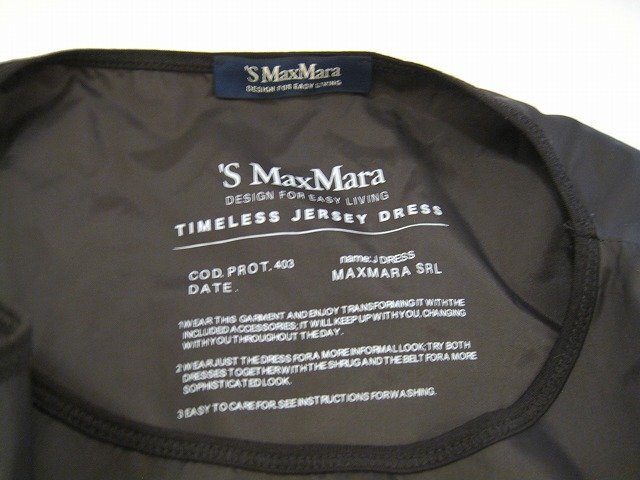 'S MaxMara
DESIGN FOR EASY LIVING
'S MaxMara
DESIGN FOR EASY LIVING
TIMELESS JERSEY DRESS
COD. PROT. 403 name: J DRESS
DATE. MAXMARA SRL
1 WEAR THIS GARMENT AND ENJOY TRANSFORMING IT WITH THE
INCLUDED ACCESSORIES; IT WILL KEEP UP WITH YOU, CHANGING
WITH YOU THROUGHOUT THE DAY.
2 WEAR JUST THE DRESS FOR A MORE INFORMAL LOOK; TRY BOTH
DRESSES TOGETHER WITH THE SHRUG AND THE BELT FOR A MORE
SOPHISTICATED LOOK.
3 EASY TO CARE FOR. SEE INSTRUCTIONS FOR WASHING.